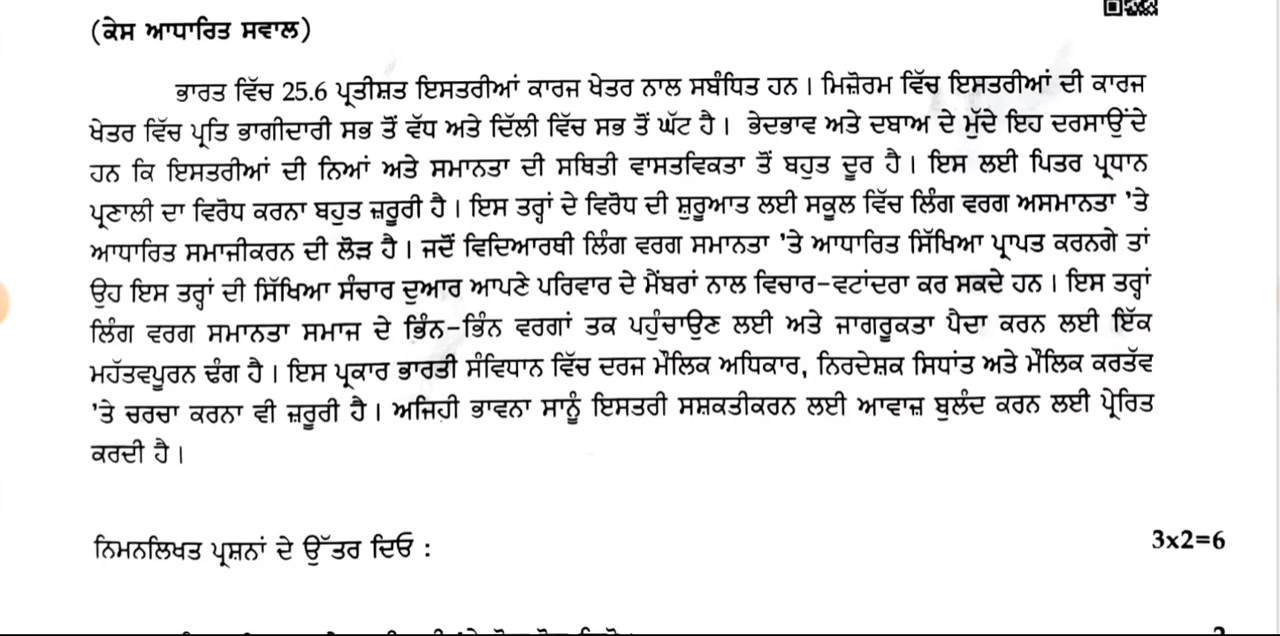 (ਕੇਸ ਆਧਾਰਿਤ ਸਵਾਲ)
ਭਾਰਤ ਵਿੱਚ 25.6 ਪ੍ਰਤੀਸ਼ਤ ਇਸਤਰੀਆਂ ਕਾਰਜ ਖੇਤਰ ਨਾਲ ਸਬੰਧਿਤ ਹਨ। ਮਿਜ਼ੋਰਮ ਵਿੱਚ ਇਸਤਰੀਆਂ ਦੀ ਕਾਰਜ
ਖੇਤਰ ਵਿੱਚ ਪ੍ਰਤਿ ਭਾਗੀਦਾਰੀ ਸਭ ਤੋਂ ਵੱਧ ਅਤੇ ਦਿੱਲੀ ਵਿੱਚ ਸਭ ਤੋਂ ਘੱਟ ਹੈ। ਭੇਦਭਾਵ ਅਤੇ ਦਬਾਅ ਦੇ ਮੁੱਦੇ ਇਹ ਦਰਸਾਉਂਦੇ
ਹਨ ਕਿ ਇਸਤਰੀਆਂ ਦੀ ਨਿਆਂ ਅਤੇ ਸਮਾਨਤਾ ਦੀ ਸਥਿਤੀ ਵਾਸਤਵਿਕਤਾ ਤੋਂ ਬਹੁਤ ਦੂਰ ਹੈ। ਇਸ ਲਈ ਪਿਤਰ ਪ੍ਰਧਾਨ
ਪ੍ਰਣਾਲੀ ਦਾ ਵਿਰੋਧ ਕਰਨਾ ਬਹੁਤ ਜ਼ਰੂਰੀ ਹੈ। ਇਸ ਤਰ੍ਹਾਂ ਦੇ ਵਿਰੋਧ ਦੀ ਸ਼ੁਰੂਆਤ ਲਈ ਸਕੂਲ ਵਿੱਚ ਲਿੰਗ ਵਰਗ ਅਸਮਾਨਤਾ 'ਤੇ
ਆਧਾਰਿਤ ਸਮਾਜੀਕਰਨ ਦੀ ਲੋੜ ਹੈ। ਜਦੋਂ ਵਿਦਿਆਰਥੀ ਲਿੰਗ ਵਰਗ ਸਮਾਨਤਾ 'ਤੇ ਆਧਾਰਿਤ ਸਿੱਖਿਆ ਪ੍ਰਾਪਤ ਕਰਨਗੇ ਤਾਂ
ਉਹ ਇਸ ਤਰ੍ਹਾਂ ਦੀ ਸਿੱਖਿਆ ਸੰਚਾਰ ਦੁਆਰ ਆਪਣੇ ਪਰਿਵਾਰ ਦੇ ਮੈਂਬਰਾਂ ਨਾਲ ਵਿਚਾਰ-ਵਟਾਂਦਰਾ ਕਰ ਸਕਦੇ ਹਨ। ਇਸ ਤਰ੍ਹਾਂ
ਲਿੰਗ ਵਰਗ ਸਮਾਨਤਾ ਸਮਾਜ ਦੇ ਭਿੰਨ-ਭਿੰਨ ਵਰਗਾਂ ਤਕ ਪਹੁੰਚਾਉਣ ਲਈ ਅਤੇ ਜਾਗਰੂਕਤਾ ਪੈਦਾ ਕਰਨ ਲਈ ਇੱਕ
ਮਹੱਤਵਪੂਰਨ ਢੰਗ ਹੈ। ਇਸ ਪ੍ਰਕਾਰ ਭਾਰਤੀ ਸੰਵਿਧਾਨ ਵਿੱਚ ਦਰਜ ਮੌਲਿਕ ਅਧਿਕਾਰ, ਨਿਰਦੇਸ਼ਕ ਸਿਧਾਂਤ ਅਤੇ ਮੌਲਿਕ ਕਰਤੱਵ
'ਤੇ ਚਰਚਾ ਕਰਨਾ ਵੀ ਜ਼ਰੂਰੀ ਹੈ। ਅਜਿਹੀ ਭਾਵਨਾ ਸਾਨੂੰ ਇਸਤਰੀ ਸਸ਼ਕਤੀਕਰਨ ਲਈ ਆਵਾਜ਼ ਬੁਲੰਦ ਕਰਨ ਲਈ ਪ੍ਰੇਰਿਤ
ਕਰਦੀ ਹੈ।
ਨਿਮਨਲਿਖਤ ਪ੍ਰਸ਼ਨਾਂ ਦੇ ਉੱਤਰ ਦਿਓ : 3x2=6